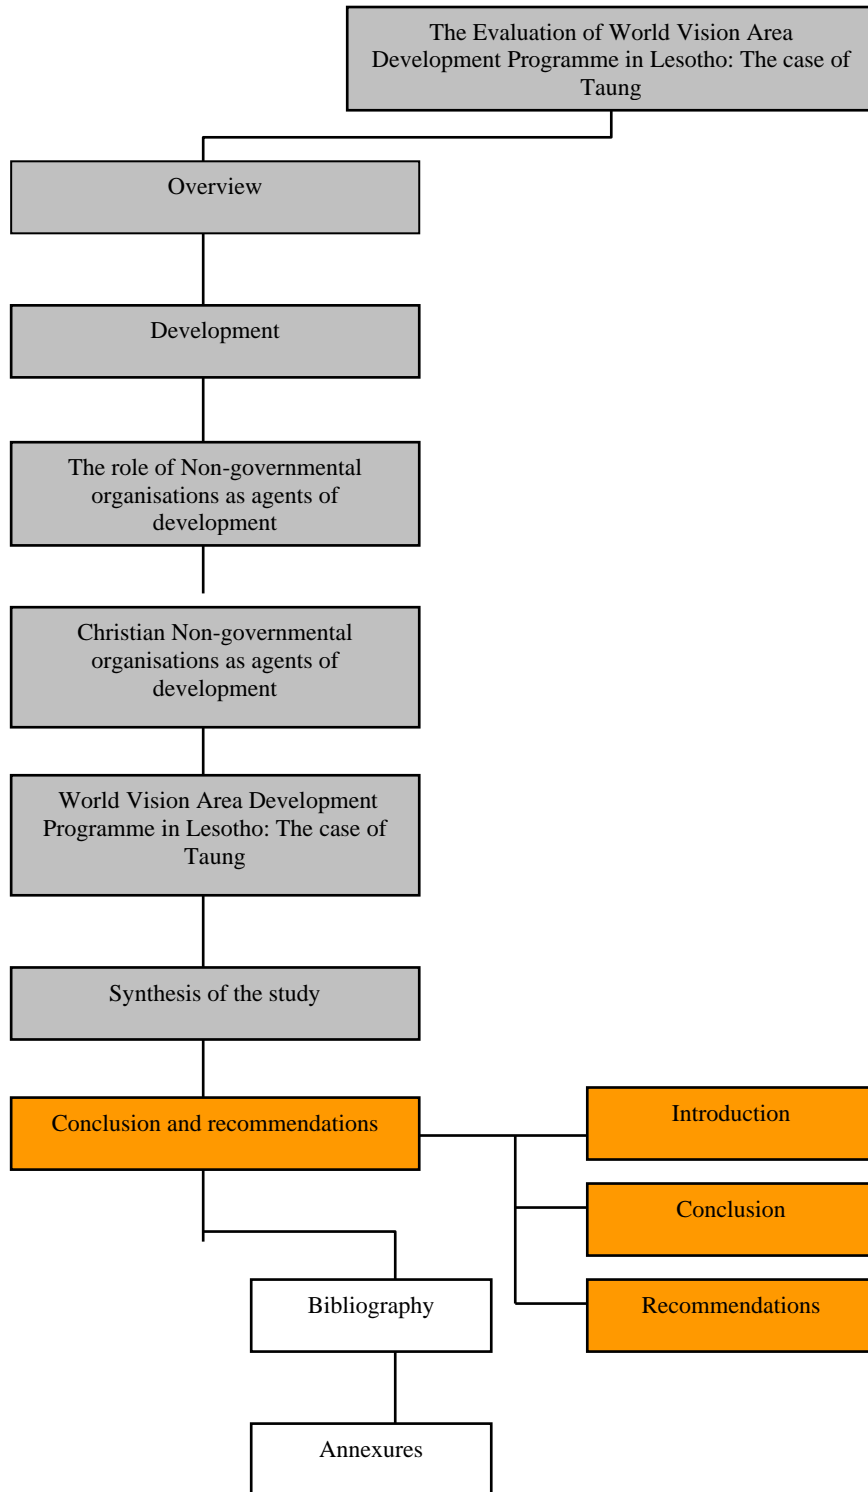 The Evaluation of World Vision Area
Development Programme in Lesotho: The case of
Taung
Overview
Development
The role of Non-governmental
organisations as agents of
development
Christian Non-governmental
organisations as agents of
development
World Vision Area Development
Programme in Lesotho: The case of
Taung
Synthesis of the study
Conclusion and recommendations
Introduction
Conclusion
Recommendations
Bibliography
Annexures